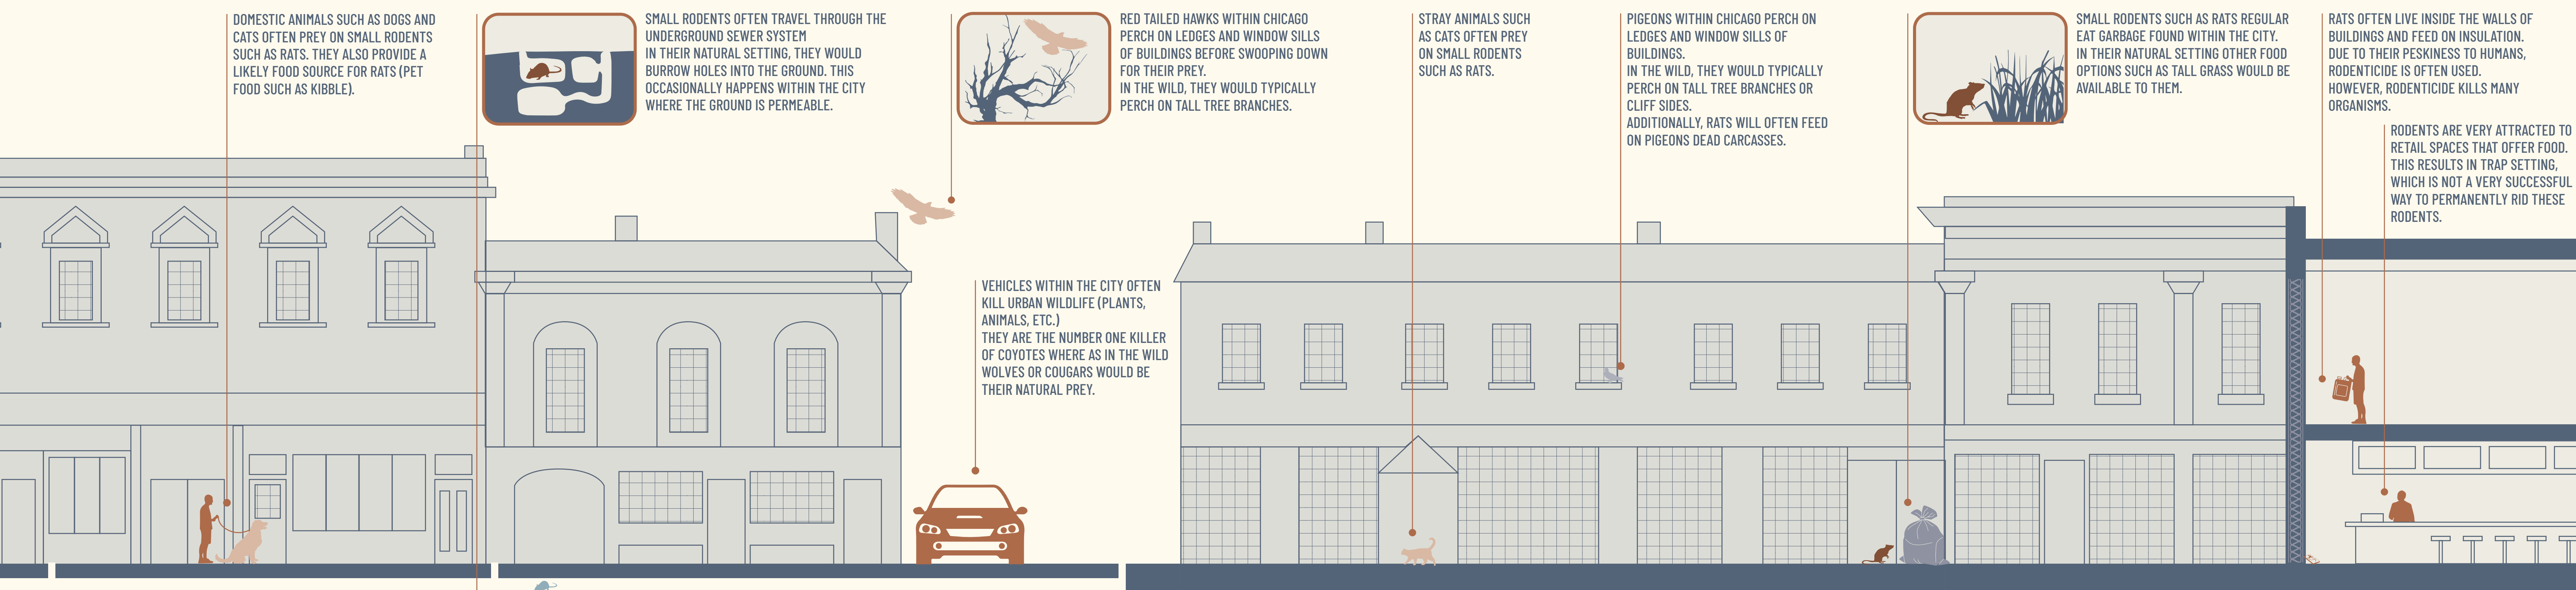 DOMESTIC ANIMALS SUCH AS DOGS AND
CATS OFTEN PREY ON SMALL RODENTS
SUCH AS RATS. THEY ALSO PROVIDE A
LIKELY FOOD SOURCE FOR RATS (PET
FOOD SUCH AS KIBBLE).
SMALL RODENTS OFTEN TRAVEL THROUGH THE
UNDERGROUND SEWER SYSTEM
IN THEIR NATURAL SETTING, THEY WOULD
BURROW HOLES INTO THE GROUND. THIS
OCCASIONALLY HAPPENS WITHIN THE CITY
WHERE THE GROUND IS PERMEABLE.
RED TAILED HAWKS WITHIN CHICAGO
PERCH ON LEDGES AND WINDOW SILLS
OF BUILDINGS BEFORE SWOOPING DOWN
FOR THEIR PREY.
IN THE WILD, THEY WOULD TYPICALLY
PERCH ON TALL TREE BRANCHES.
VEHICLES WITHIN THE CITY OFTEN
KILL URBAN WILDLIFE (PLANTS,
ANIMALS, ETC.)
THEY ARE THE NUMBER ONE KILLER
OF COYOTES WHERE AS IN THE WILD
WOLVES OR COUGARS WOULD BE
THEIR NATURAL PREY.
STRAY ANIMALS SUCH
AS CATS OFTEN PREY
ON SMALL RODENTS
SUCH AS RATS.
PIGEONS WITHIN CHICAGO PERCH ON
LEDGES AND WINDOW SILLS OF
BUILDINGS.
IN THE WILD, THEY WOULD TYPICALLY
PERCH ON TALL TREE BRANCHES OR
CLIFF SIDES.
ADDITIONALLY, RATS WILL OFTEN FEED
ON PIGEONS DEAD CARCASSES.
SMALL RODENTS SUCH AS RATS REGULAR
EAT GARBAGE FOUND WITHIN THE CITY.
IN THEIR NATURAL SETTING OTHER FOOD
OPTIONS SUCH AS TALL GRASS WOULD BE
AVAILABLE TO THEM.
RATS OFTEN LIVE INSIDE THE WALLS OF
BUILDINGS AND FEED ON INSULATION.
DUE TO THEIR PESKINESS TO HUMANS,
RODENTICIDE IS OFTEN USED.
HOWEVER, RODENTICIDE KILLS MANY
ORGANISMS.
RODENTS ARE VERY ATTRACTED TO
RETAIL SPACES THAT OFFER FOOD.
THIS RESULTS IN TRAP SETTING,
WHICH IS NOT A VERY SUCCESSFUL
WAY TO PERMANENTLY RID THESE
RODENTS.